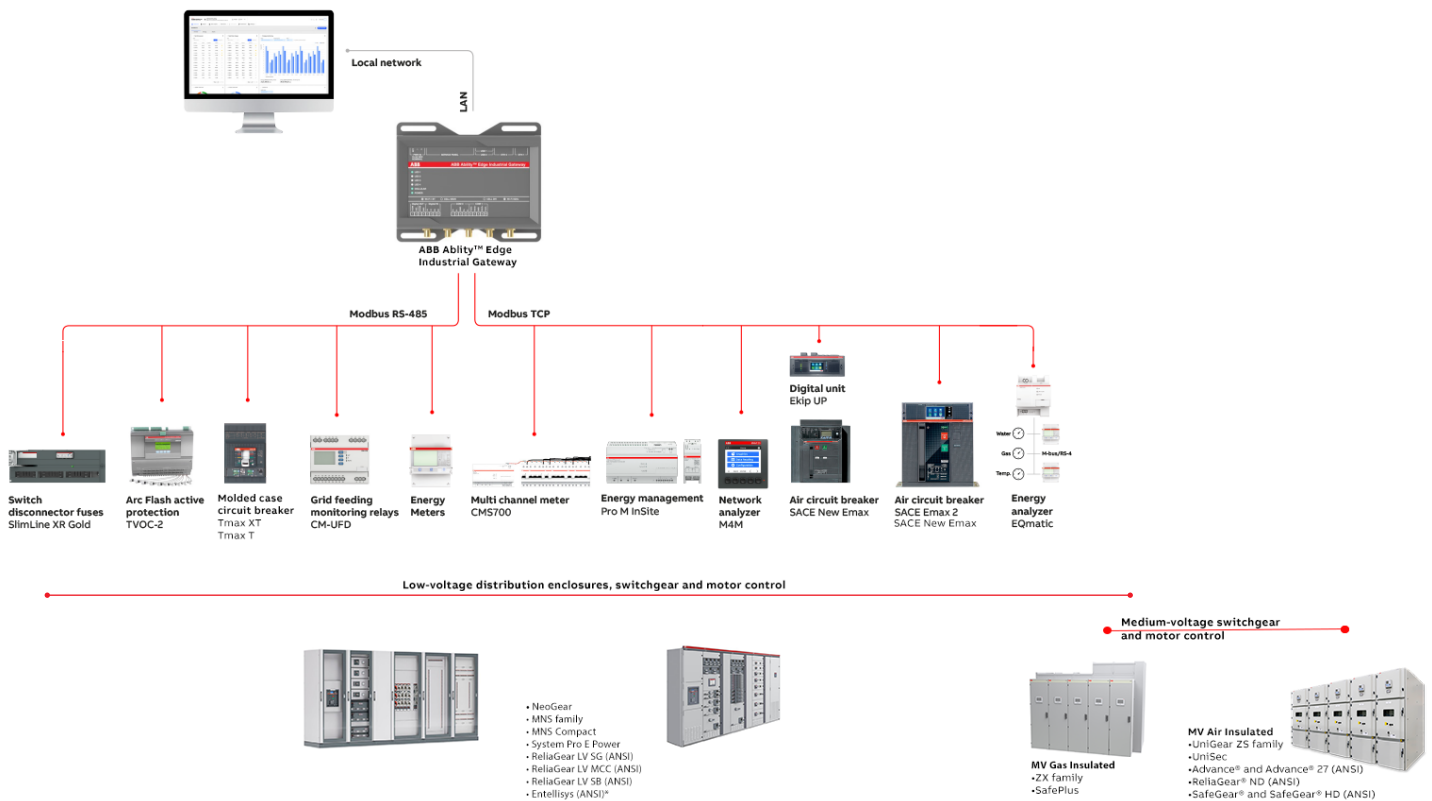 Local network
LAN
ABB
ABB Ability™ Edge Industrial Gateway
ABB Ablity™ Edge
Industrial Gateway
Modbus RS-485
Modbus TCP
Switch
disconnector fuses
SlimLine XR Gold
Arc Flash active
protection
TVOC-2
Molded case
circuit breaker
Tmax XT
Tmax T
Grid feeding
monitoring relays
CM-UFD
Energy
Meters
Multi channel meter
CMS700
Energy management
Pro M InSite
Network
analyzer
M4M
Digital unit
Ekip UP
Air circuit breaker
SACE New Emax
Air circuit breaker
SACE Emax 2
SACE New Emax
Water
Gas
M-bus/RS-4
Temp.
Energy
analyzer
EQmatic
Low-voltage distribution enclosures, switchgear and motor control
Medium-voltage switchgear
and motor control
• NeoGear
• MNS family
• MNS Compact
• System Pro E Power
• ReliaGear LV SG (ANSI)
• ReliaGear LV MCC (ANSI)
• ReliaGear LV SB (ANSI)
• Entellisys (ANSI)*
MV Gas Insulated
•ZX family
•SafePlus
MV Air Insulated
•UniGear ZS family
•UniSec
•Advance® and Advance® 27 (ANSI)
•ReliaGear® ND (ANSI)
•SafeGear® and SafeGear® HD (ANSI)